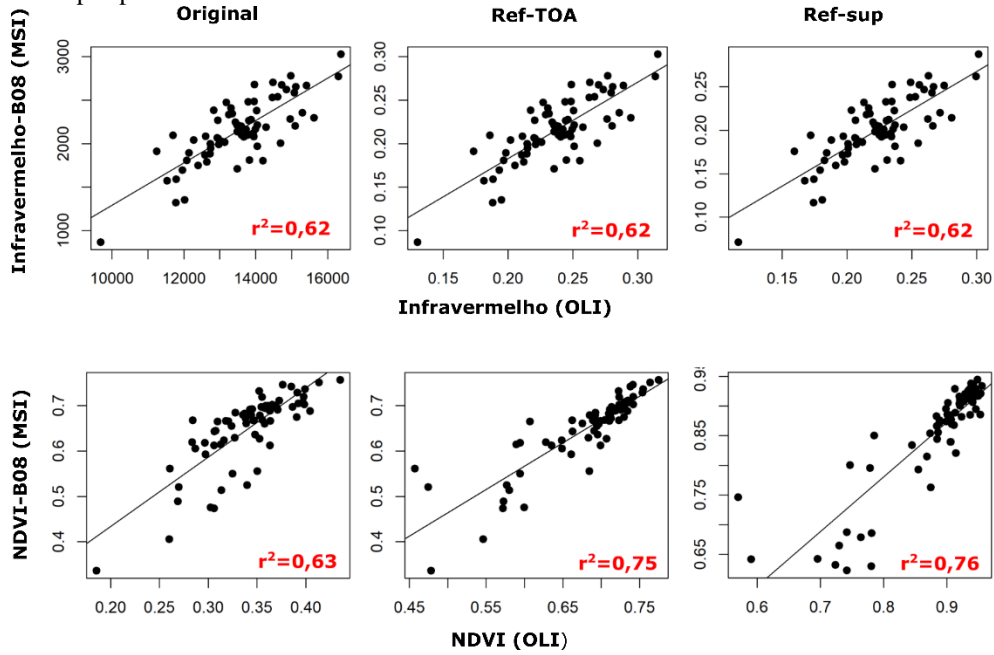 Original Ref-TOA Ref-sup
Infravermelho-B08 (MSI)
1000 2000 3000
0.10 0.15 0.20 0.25 0.30
0.10 0.15 0.20 0.25
r²=0,62 r²=0,62 r²=0,62
10000 12000 14000 16000
0.15 0.20 0.25 0.30
0.15 0.20 0.25 0.30
Infravermelho (OLI)
NDVI-B08 (MSI)
0.4 0.5 0.6 0.7
0.4 0.5 0.6 0.7
0.65 0.75 0.85
r²=0,63 r²=0,75 r²=0,76
0.20 0.25 0.30 0.35 0.40
0.45 0.55 0.65 0.75
0.6 0.7 0.8 0.9
NDVI (OLI)